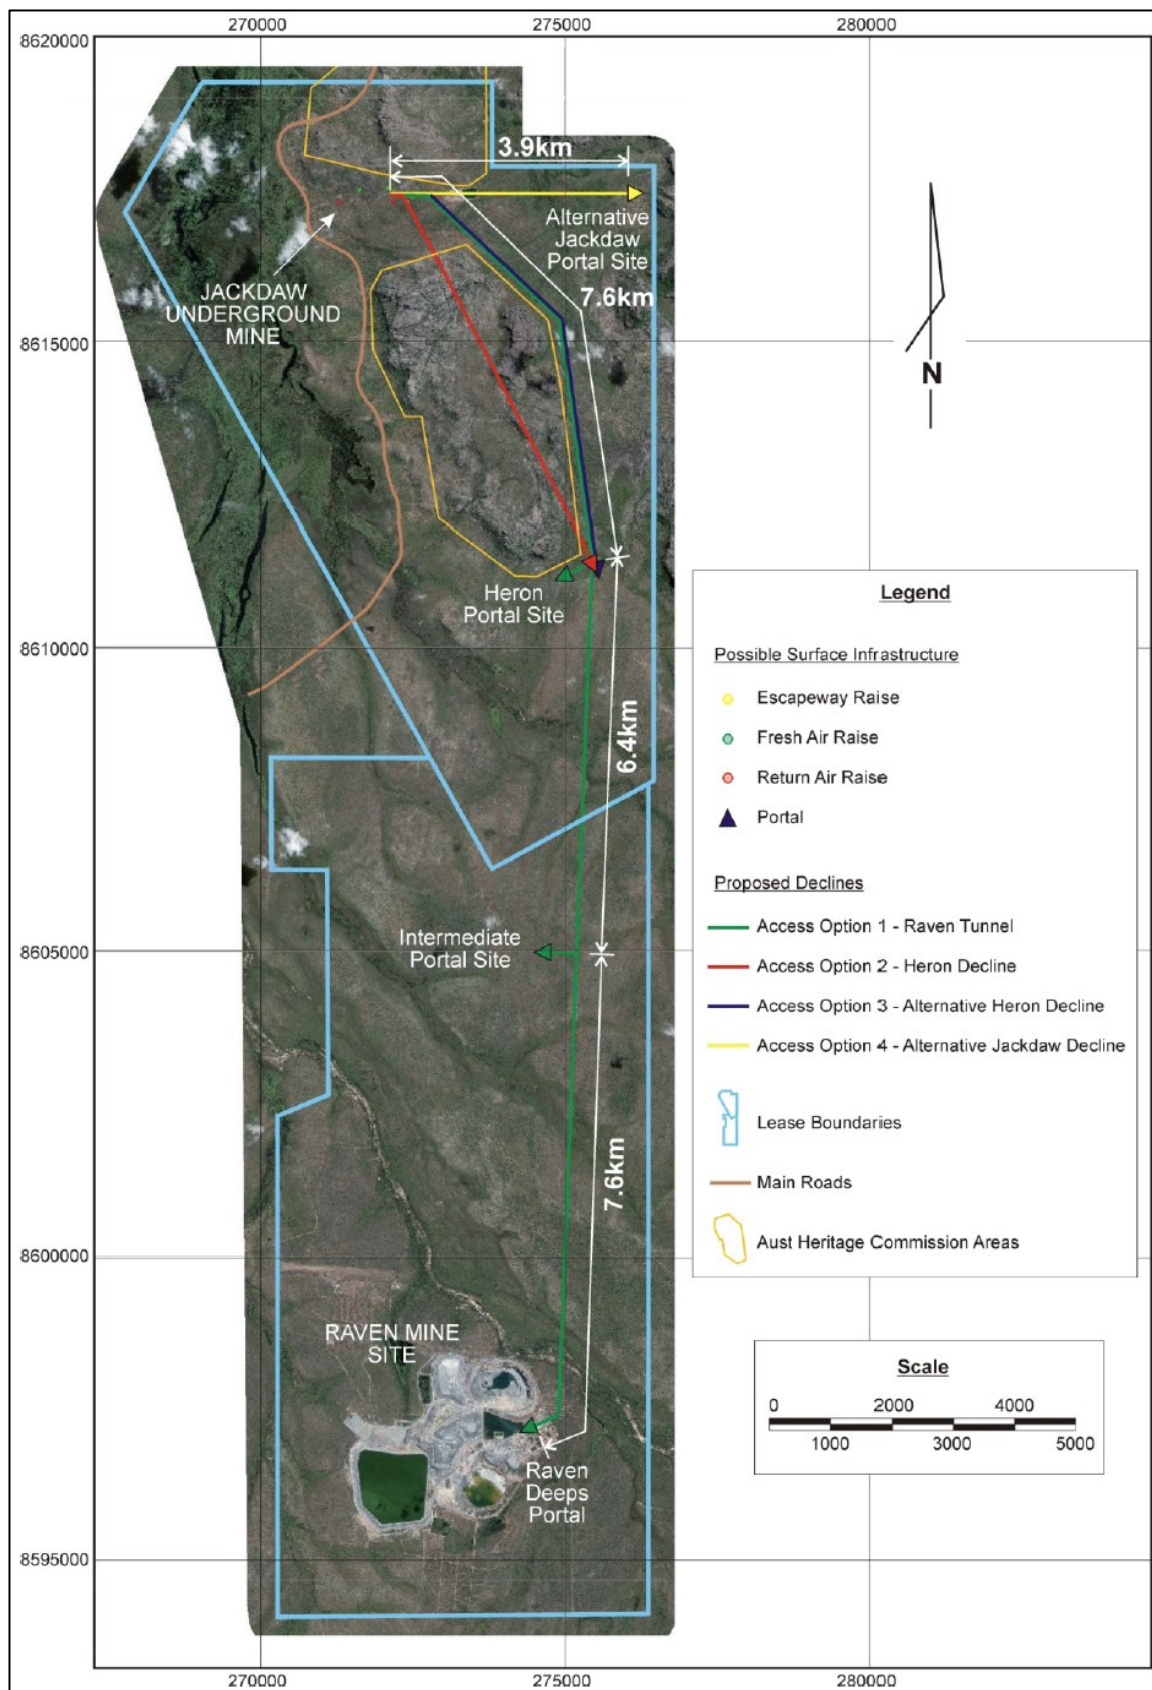 270000
275000
280000
8620000
3.9km
Alternative
Jackdaw
Portal Site
JACKDAW
UNDERGROUND
MINE
7.6km
8615000
N
Heron
Portal Site
8610000
6.4km
Intermediate
Portal Site
8605000
7.6km
8600000
RAVEN MINE
SITE
Raven
Deeps
Portal
8595000
Legend
Possible Surface Infrastructure
Escapeway Raise
Fresh Air Raise
Return Air Raise
Portal
Proposed Declines
Access Option 1 - Raven Tunnel
Access Option 2 - Heron Decline
Access Option 3 - Alternative Heron Decline
Access Option 4 - Alternative Jackdaw Decline
Lease Boundaries
Main Roads
Aust Heritage Commission Areas
Scale
0 2000 4000
1000 3000 5000
270000
275000
280000